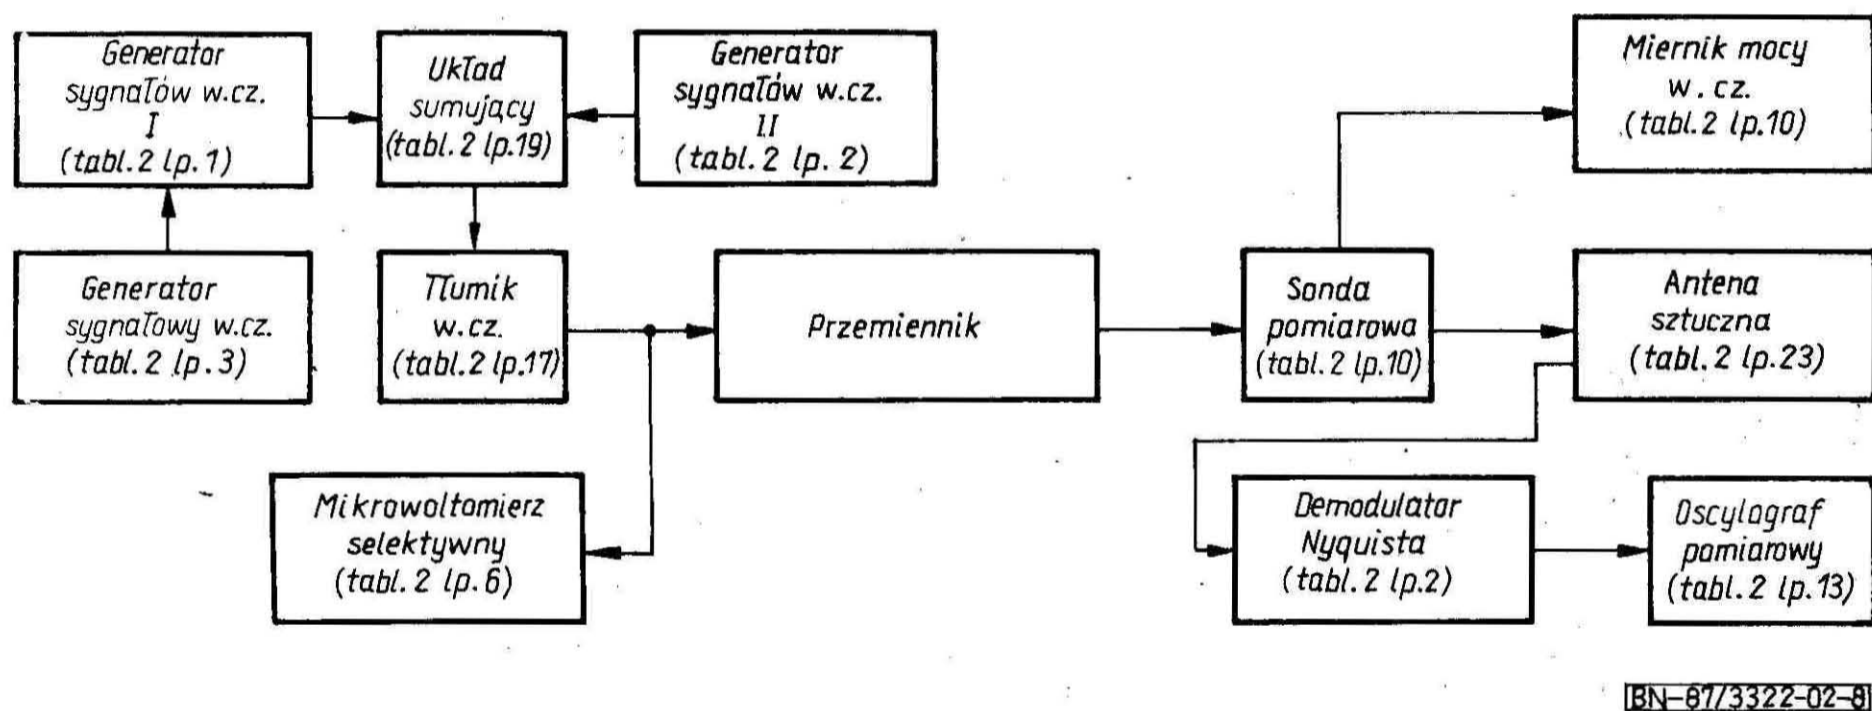 Generator
sygnałów w.cz.
I
(tabl.2 lp.1)
Układ
sumujący
(tabl.2 lp.19)
Generator
sygnałów w.cz.
II
(tabl.2 lp. 2)
Miernik mocy
w. cz.
(tabl.2 lp.10)
Generator
sygnałowy w.cz.
(tabl.2 lp.3)
Tłumik
w.cz.
(tabl.2 lp.17)
Przemiennik
Sonda
pomiarowa
(tabl.2 lp.10)
Antena
sztuczna
(tabl.2 lp.23)
Mikrowoltomierz
selektywny
(tabl.2 lp.6)
Demodulator
Nyquista
(tabl.2 lp.2)
Oscylograf
pomiarowy
(tabl.2 lp.13)
BN-87/3322-02-8